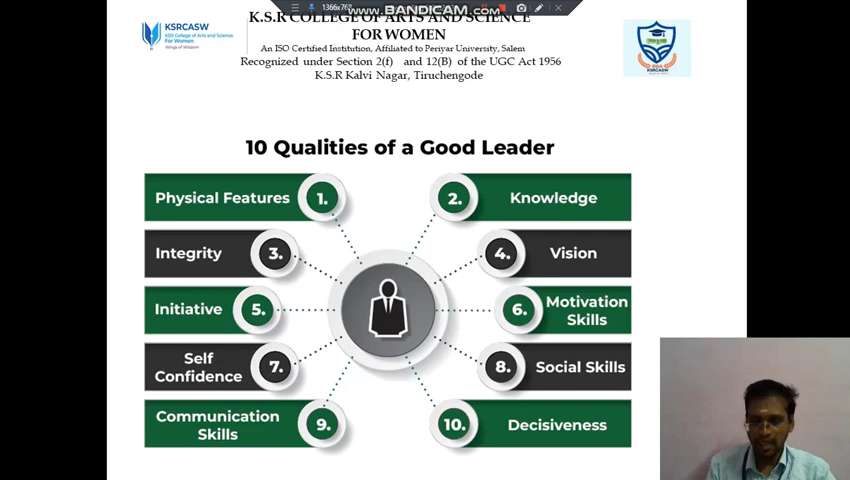 1366x768
WWW.BANDICAM.COM
K.S.R COLLEGE OF ARTS AND SCIENCE
FOR WOMEN
An ISO Certified Institution, Affiliated to Periyar University, Salem
Recognized under Section 2(f) and 12(B) of the UGC Act 1956
K.S.R Kalvi Nagar, Tiruchengode
KSRCASW
KSR College of Arts and Science
For Women
Wings of Wisdom
BBA
KSRCASW
10 Qualities of a Good Leader
Physical Features 1.
2. Knowledge
Integrity 3.
4. Vision
Initiative 5.
6. Motivation
Skills
Self
Confidence 7.
8. Social Skills
Communication
Skills 9.
10. Decisiveness